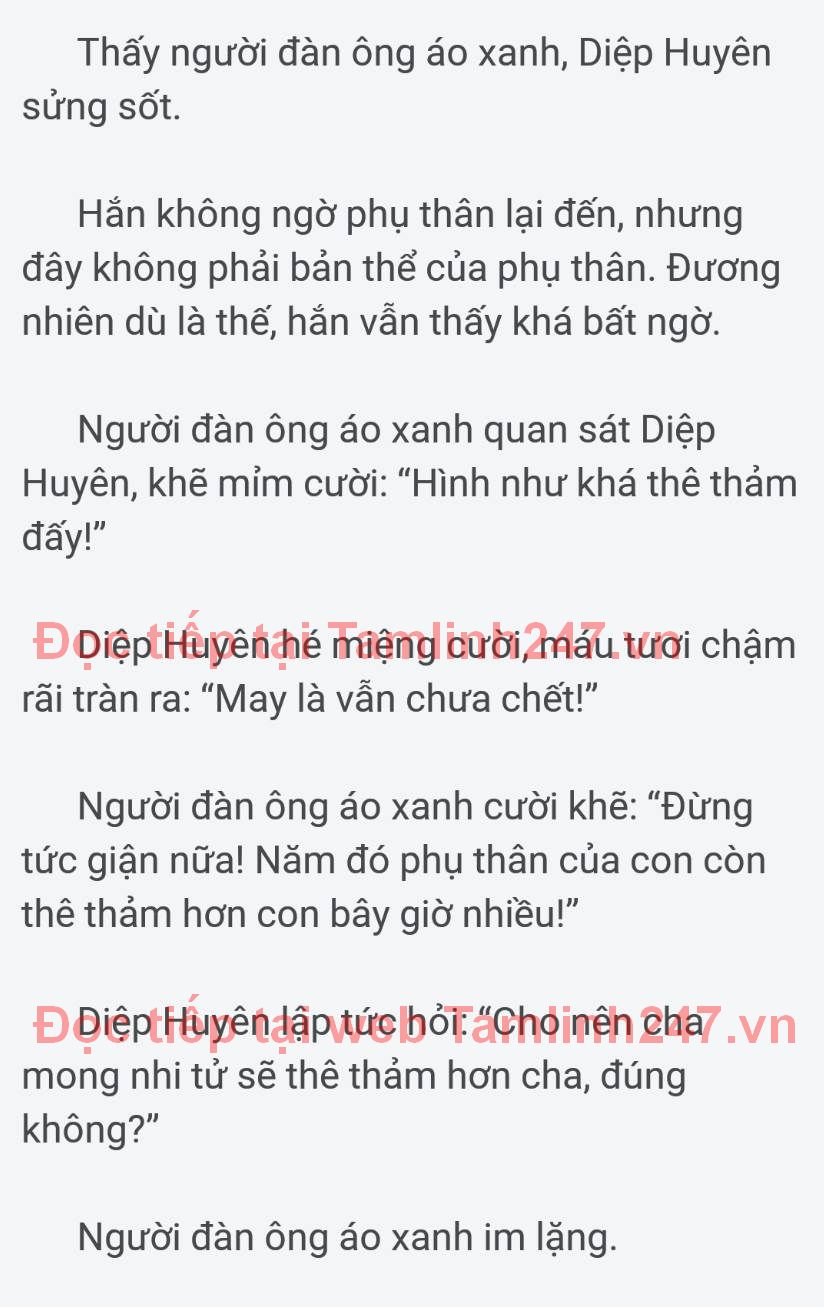 Thấy người đàn ông áo xanh, Diệp Huyên
sửng sốt.
Hắn không ngờ phụ thân lại đến, nhưng
đây không phải bản thể của phụ thân. Đương
nhiên dù là thế, hắn vẫn thấy khá bất ngờ.
Người đàn ông áo xanh quan sát Diệp
Huyên, khẽ mỉm cười: “Hình như khá thê thảm
đấy!”
Đọc tiếp tại Tamlinh247.vn
Diệp Huyên hé miệng cười, máu tươi chậm
rãi tràn ra: “May là vẫn chưa chết!”
Người đàn ông áo xanh cười khẽ: “Đừng
tức giận nữa! Năm đó phụ thân của con còn
thê thảm hơn con bây giờ nhiều!”
Đọc tiếp tại web Tamlinh247.vn
Diệp Huyên lập tức hỏi: “Cho nên cha
mong nhi tử sẽ thê thảm hơn cha, đúng
không?”
Người đàn ông áo xanh im lặng.